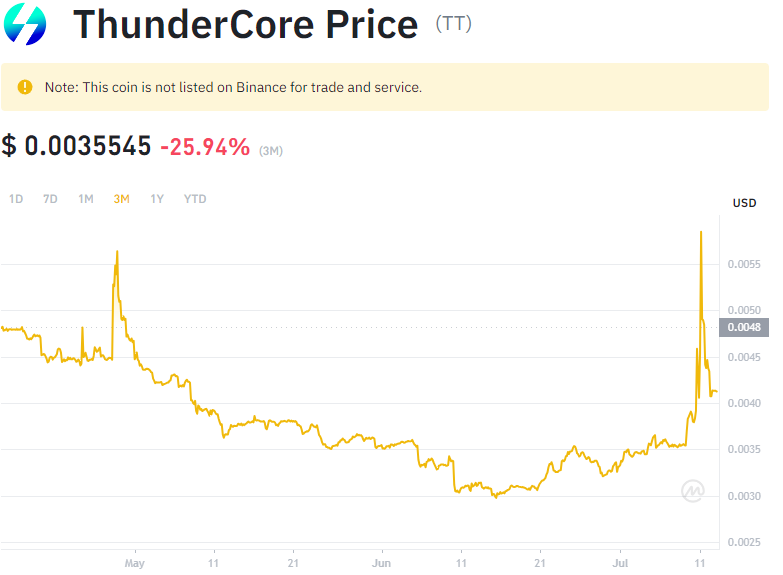 ThunderCore Price (TT)
Note: This coin is not listed on Binance for trade and service.
$ 0.0035545 -25.94% (3M)
1D 7D 1M 3M 1Y YTD
USD
0.0055
0.0050
0.0048
0.0045
0.0040
0.0035
0.0030
0.0025
May 11 21 Jun 11 21 Jul 11